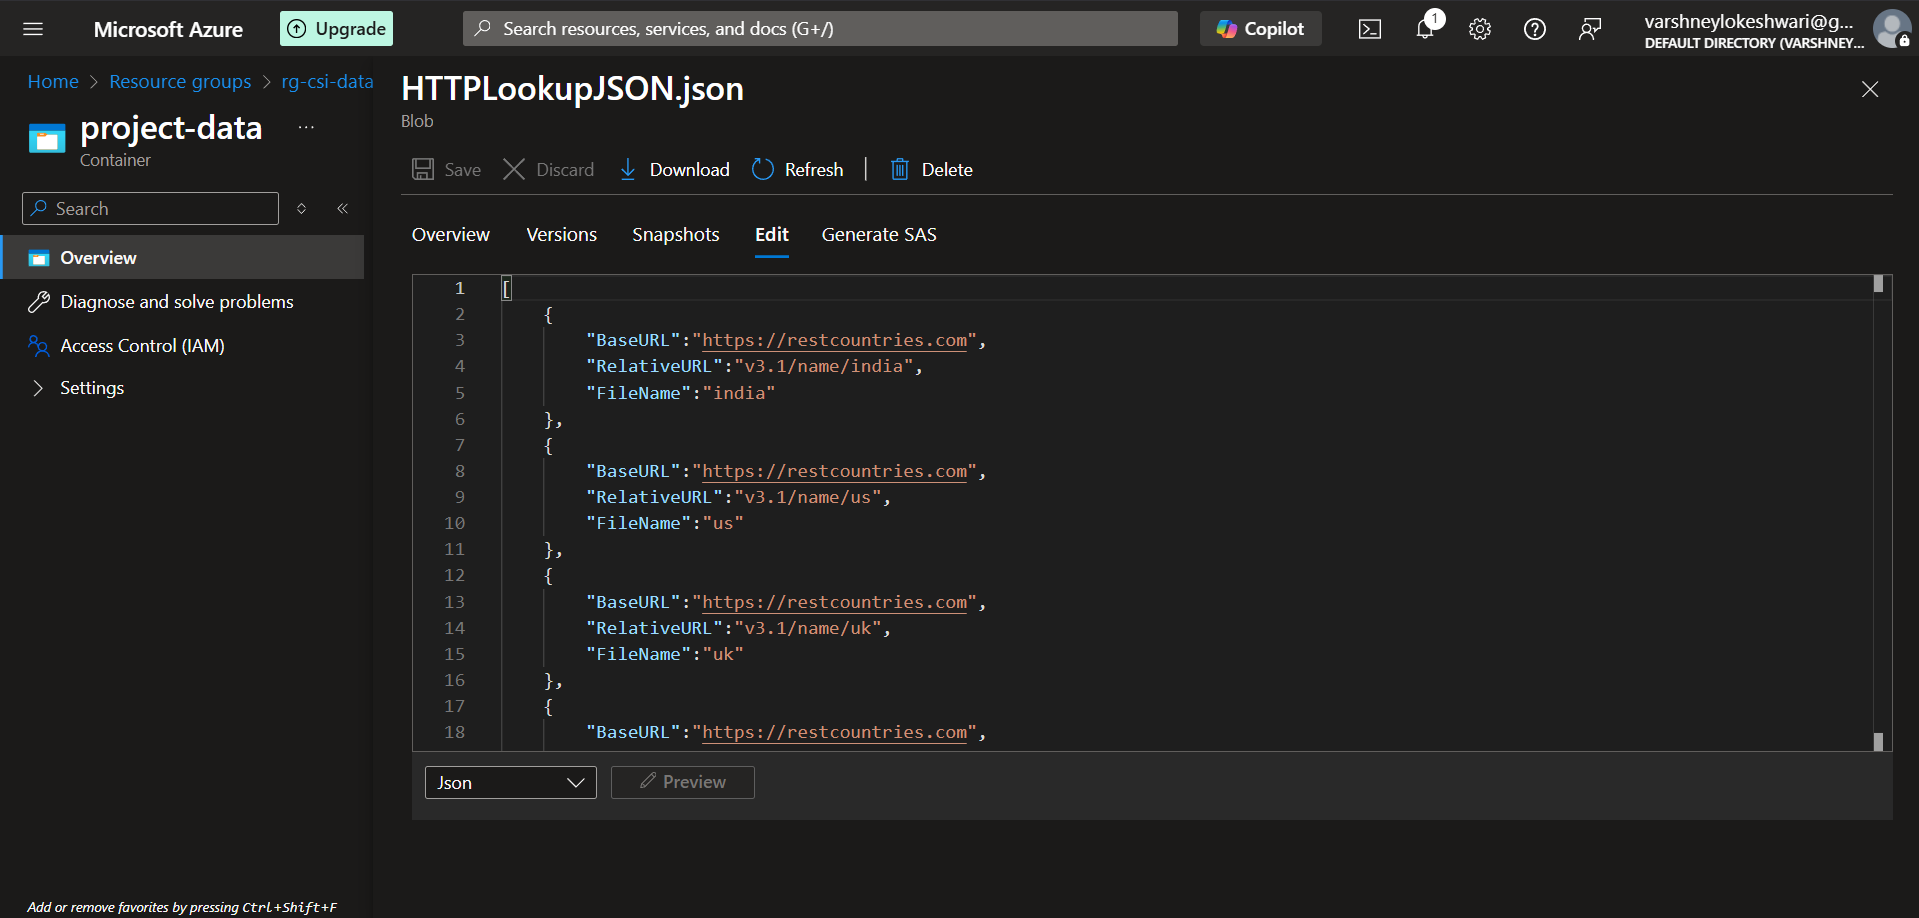 Microsoft Azure
Upgrade
Search resources, services, and docs (G+/)
Copilot
1
varshneylokeshwari@g...
DEFAULT DIRECTORY (VARSHNEY...
Home > Resource groups > rg-csi-data
project-data
...
Container
Search
Overview
Diagnose and solve problems
Access Control (IAM)
Settings
Add or remove favorites by pressing Ctrl+Shift+F
HTTPLookupJSON.json
Blob
Save Discard Download Refresh | Delete
Overview Versions Snapshots Edit Generate SAS
1 [
2 {
3 "BaseURL":"https://restcountries.com",
4 "RelativeURL":"v3.1/name/india",
5 "FileName":"india"
6 },
7 {
8 "BaseURL":"https://restcountries.com",
9 "RelativeURL":"v3.1/name/us",
10 "FileName":"us"
11 },
12 {
13 "BaseURL":"https://restcountries.com",
14 "RelativeURL":"v3.1/name/uk",
15 "FileName":"uk"
16 },
17 {
18 "BaseURL":"https://restcountries.com",
Json
Preview